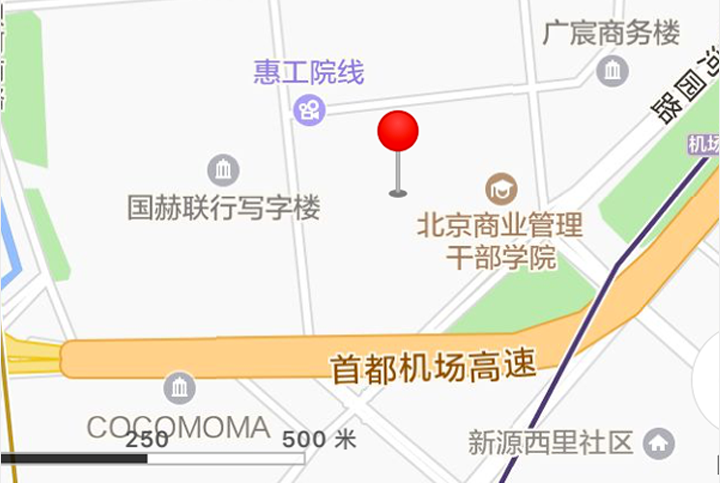 广宸商务楼
惠工院线
河园路
机场
国赫联行写字楼
北京商业管理
干部学院
首都机场高速
COCOMOMA
250
500 米
新源西里社区